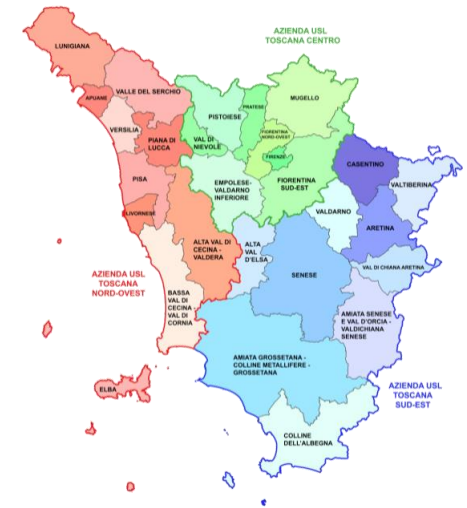 AZIENDA USL
TOSCANA CENTRO
LUNIGIANA
APUANE
VALLE DEL SERCHIO
VERSILIA
PIANA DI
LUCCA
PISTOIESE
PRATESE
MUGELLO
VAL DI
NIEVOLE
FIORENTINA
NORD-OVEST
FIRENZE
CASENTINO
PISA
EMPOLESE-
VALDARNO
INFERIORE
FIORENTINA
SUD-EST
VALTIBERINA
LIVORNESE
VALDARNO
ARETINA
ALTA VAL DI
CECINA -
VALDERA
ALTA
VAL
D'ELSA
VAL DI CHIANA ARETINA
AZIENDA USL
TOSCANA
NORD-OVEST
SENESE
BASSA
VAL DI
CECINA -
VAL DI
CORNIA
AMIATA SENESE
E VAL D'ORCIA -
VALDICHIANA
SENESE
AMIATA GROSSETANA -
COLLINE METALLIFERE -
GROSSETANA
ELBA
AZIENDA USL
TOSCANA
SUD-EST
COLLINE
DELL'ALBEGNA